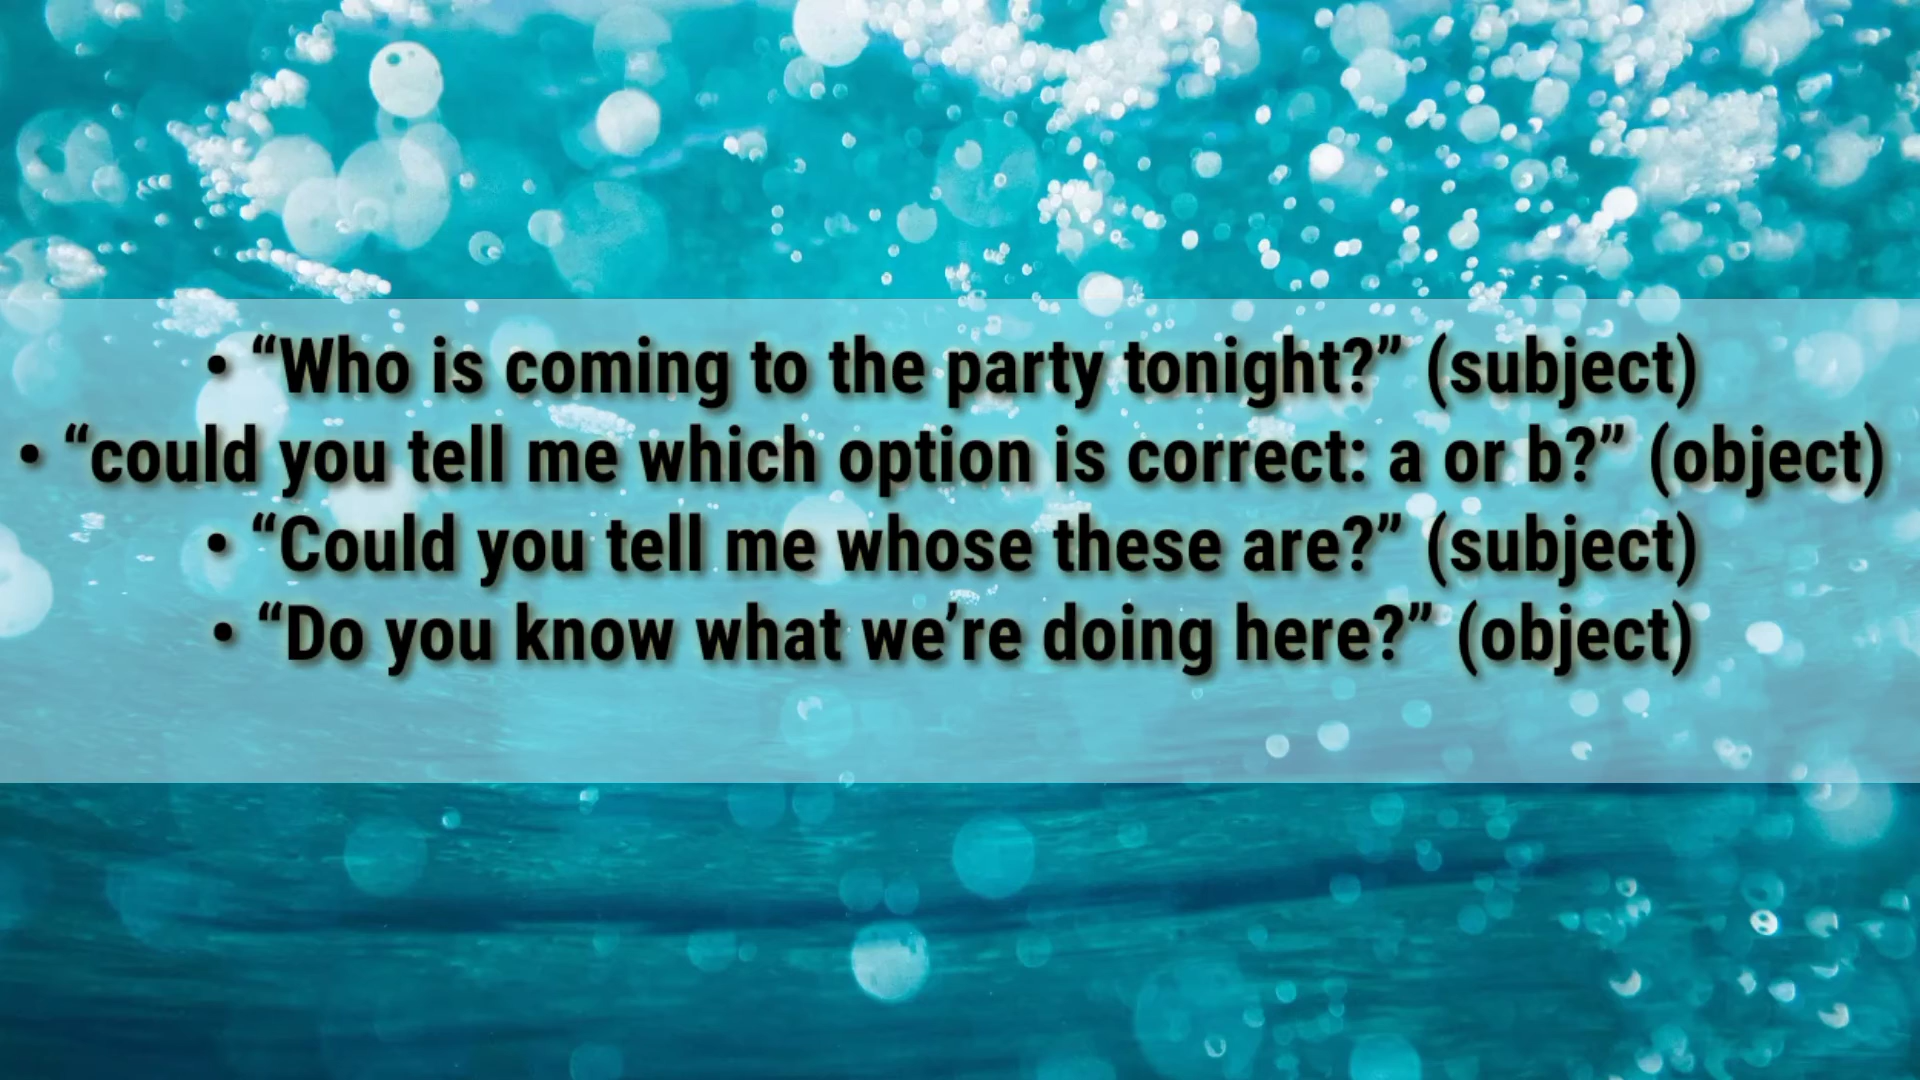 • “Who is coming to the party tonight?” (subject)
• “could you tell me which option is correct: a or b?” (object)
• “Could you tell me whose these are?” (subject)
• “Do you know what we’re doing here?” (object)